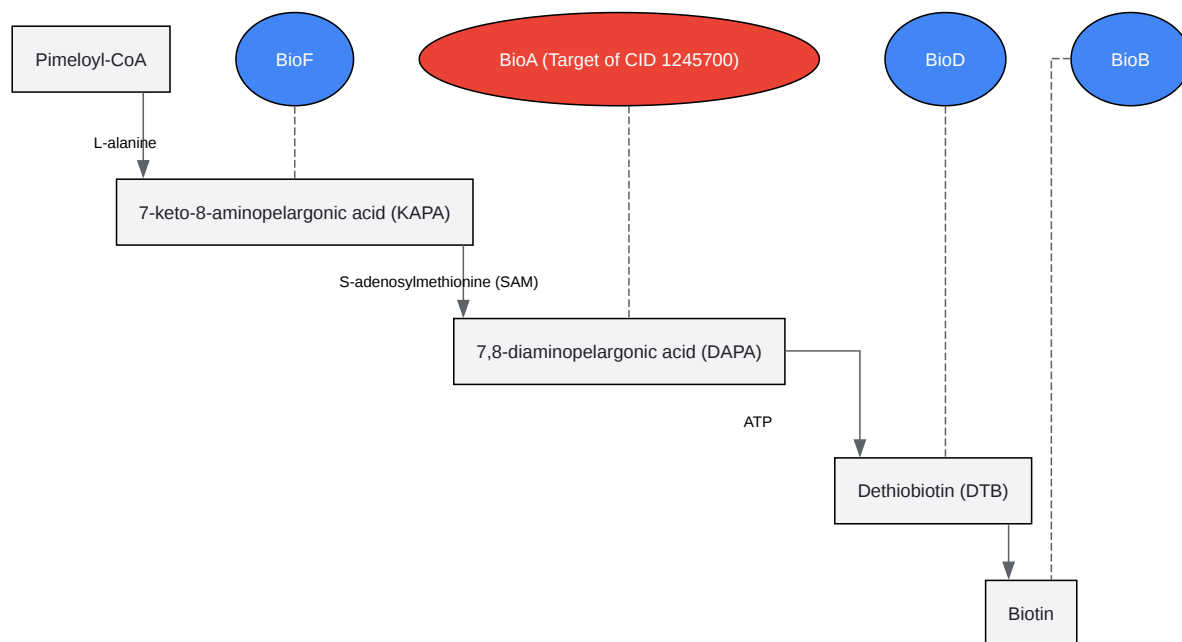 Pimeloyl-CoA
BioF
BioA (Target of CID 1245700)
BioD
BioB
L-alanine
7-keto-8-aminopelargonic acid (KAPA)
S-adenosylmethionine (SAM)
7,8-diaminopelargonic acid (DAPA)
ATP
Dethiobiotin (DTB)
Biotin